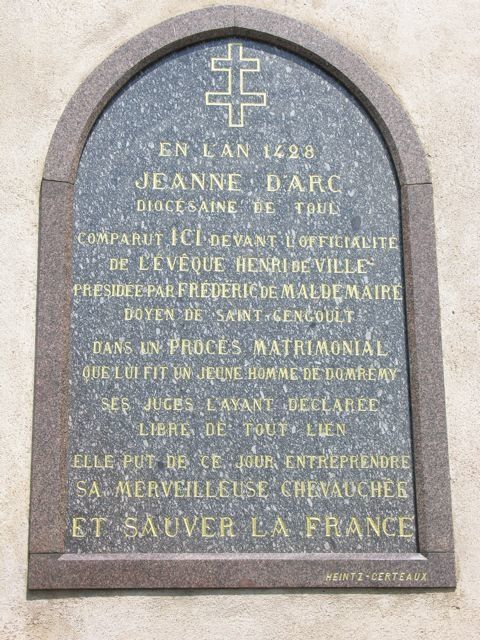 EN L'AN 1428
JEANNE D'ARC
DIOCÉSAINE DE TOUL
COMPARUT ICI DEVANT L'OFFICIALITÉ
DE L'ÉVÊQUE HENRI DE VILLE
PRÉSIDÉE PAR FRÉDÉRIC DE MALDEMAIRE
DOYEN DE SAINT-GENGOULT
DANS UN PROCÈS MATRIMONIAL
QUE LUI FIT UN JEUNE HOMME DE DOMREMY
SES JUGES L'AYANT DÉCLARÉE
LIBRE DE TOUT LIEN
ELLE PUT DE CE JOUR ENTREPRENDRE
SA MERVEILLEUSE CHEVAUCHÉE
ET SAUVER LA FRANCE
HEINTZ-CERTEAUX